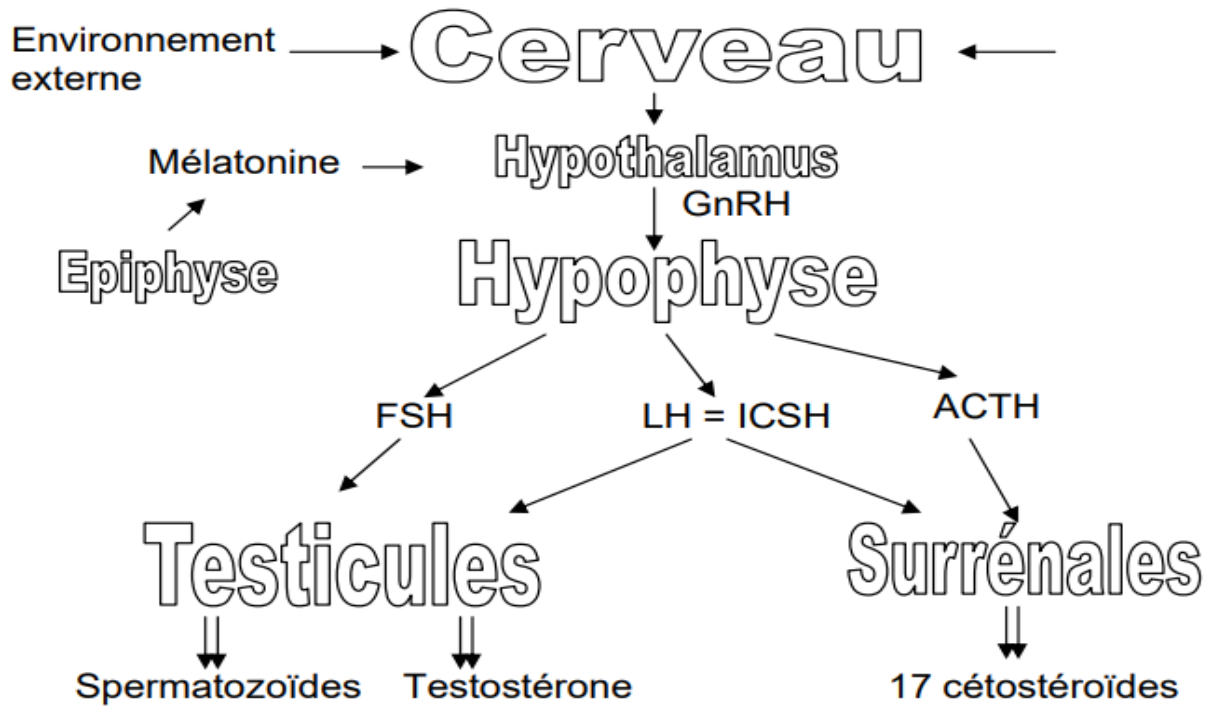 Environnement
externe
Cerveau
Mélatonine
Hypothalamus
GnRH
Epiphyse
Hypophyse
FSH
LH = ICSH
ACTH
Testicules
Surrénales
Spermatozoïdes
Testostérone
17 cétostéroïdes